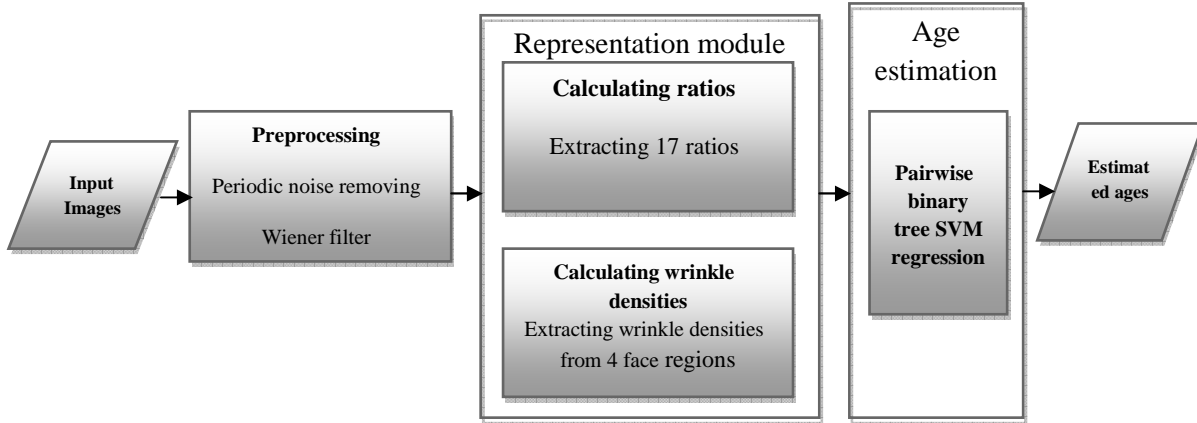 Input
Images
Preprocessing
Periodic noise removing
Wiener filter
Representation module
Calculating ratios
Extracting 17 ratios
Calculating wrinkle
densities
Extracting wrinkle densities
from 4 face regions
Age
estimation
Pairwise
binary
tree SVM
regression
Estimat
ed ages